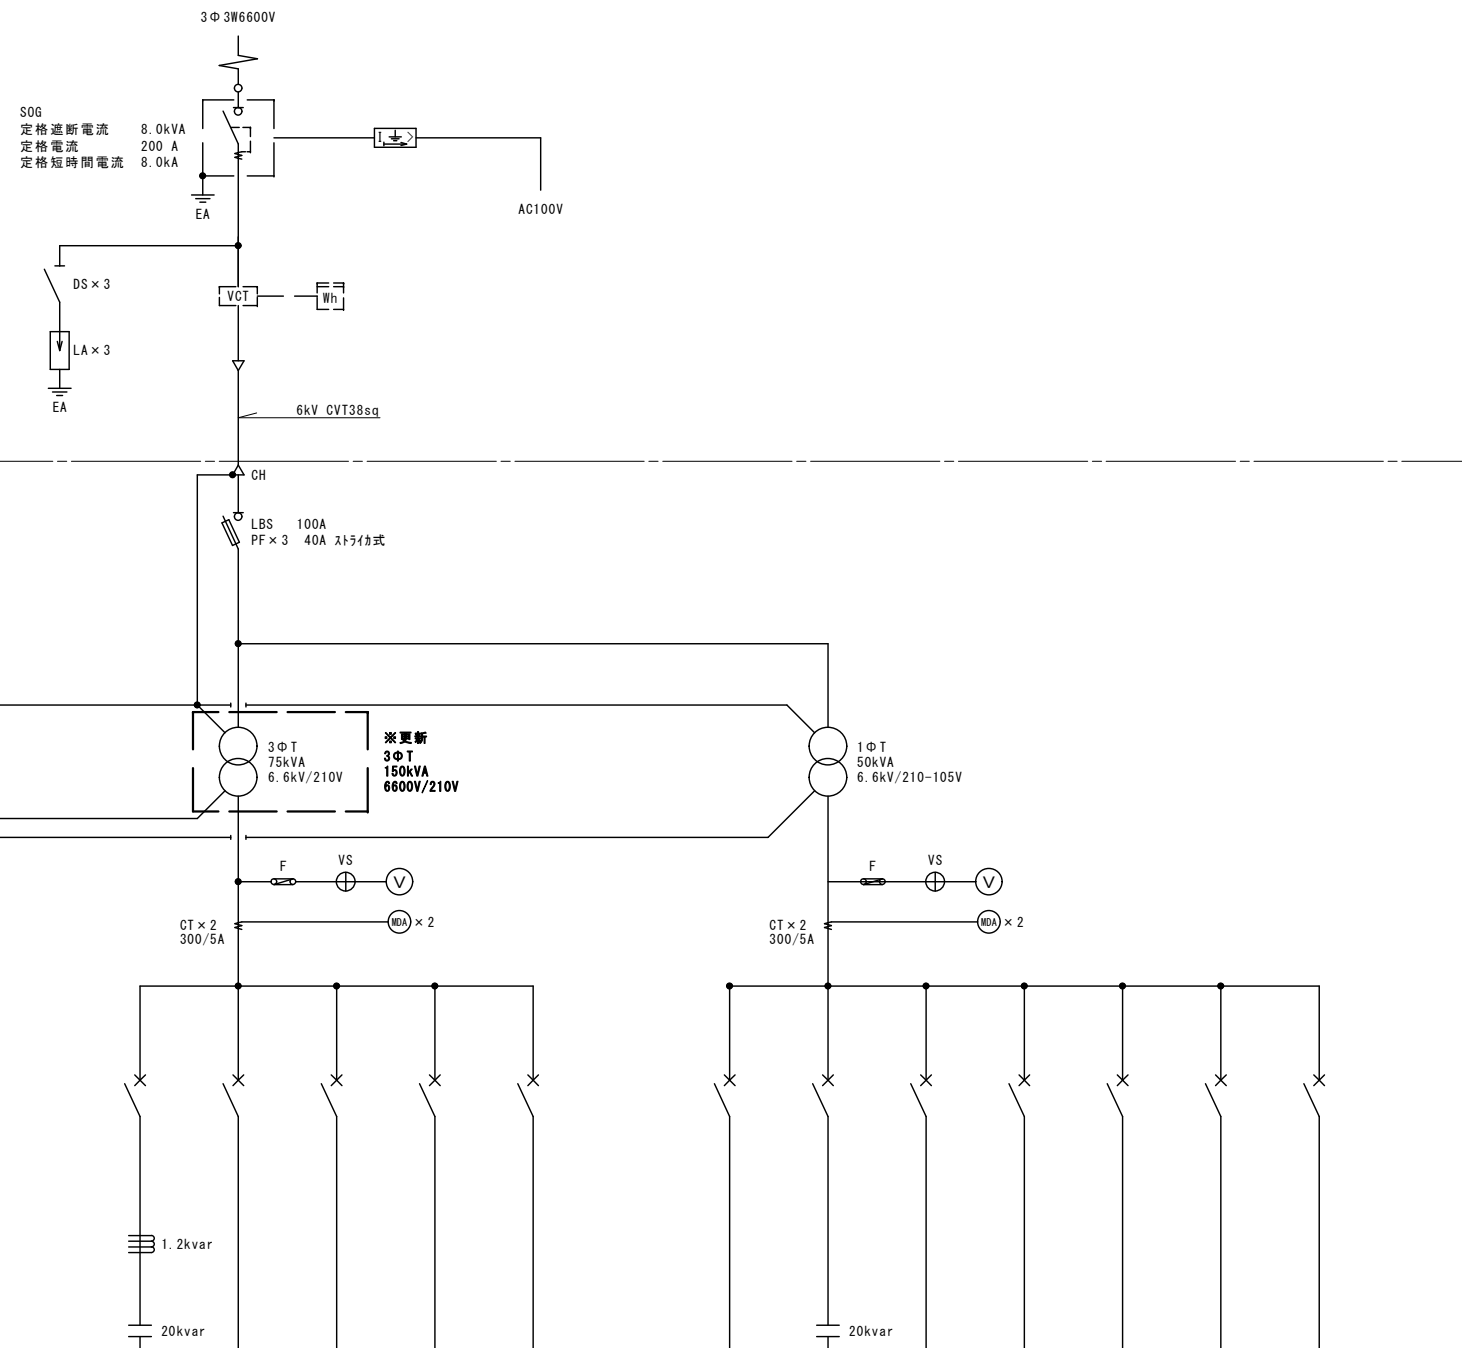 3Φ3W6600V
SOG
定格遮断電流 8.0kVA
定格電流 200 A
定格短時間電流 8.0kA
EA
AC100V
DS×3
VCT
Wh
LA×3
EA
6kV CVT38sq
CH
LBS 100A
PF×3 40A ストライカ式
3ΦT
75kVA
6.6kV/210V
※更新
3ΦT
150kVA
6600V/210V
1ΦT
50kVA
6.6kV/210-105V
F
VS
V
CT×2
300/5A
MDA ×2
F
VS
V
CT×2
300/5A
MDA ×2
1.2kvar
20kvar
20kvar